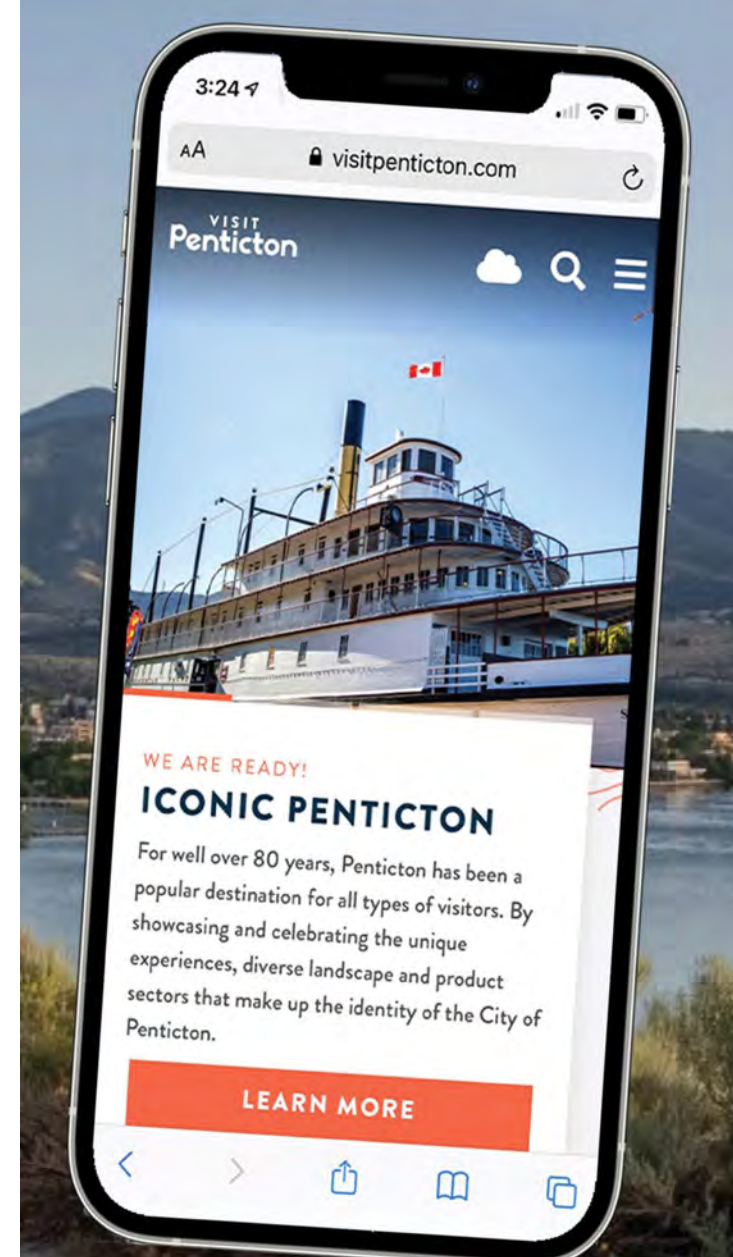 3:24
AA visitpenticton.com
VISIT
Penticton
WE ARE READY!
ICONIC PENTICTON
For well over 80 years, Penticton has been a
popular destination for all types of visitors. By
showcasing and celebrating the unique
experiences, diverse landscape and product
sectors that make up the identity of the City of
Penticton.
LEARN MORE